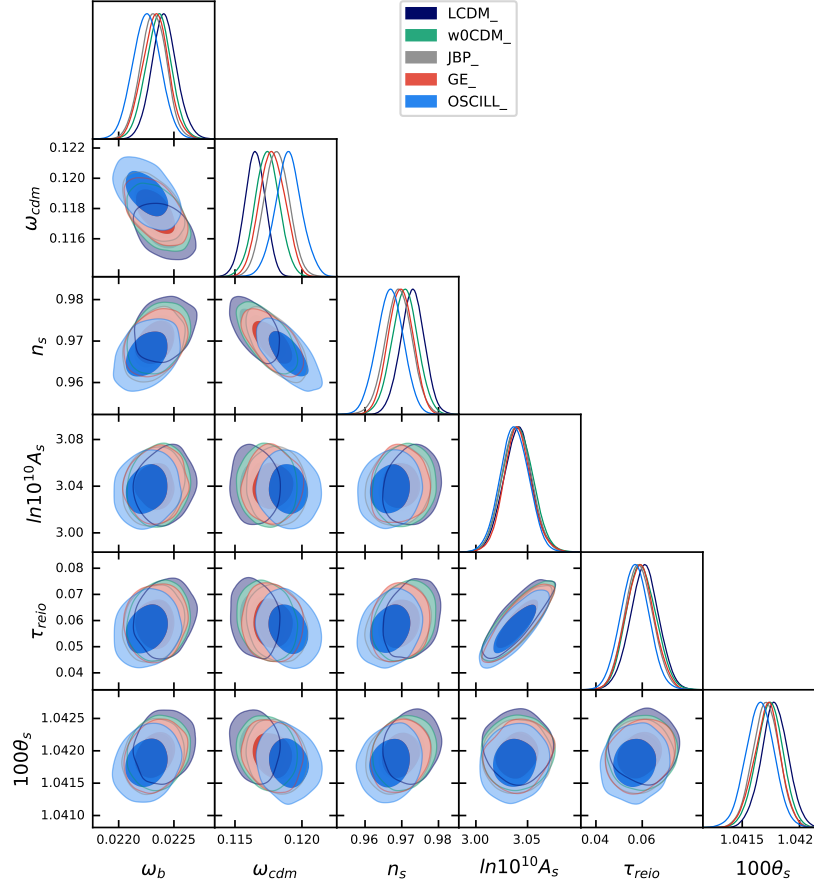 LCDM_
w0CDM_
JBP_
GE_
OSCILL_
0.122
0.120
0.118
0.116
ω_cdm
0.98
0.97
0.96
n_s
3.08
3.04
3.00
ln10^10A_s
0.08
0.07
0.06
0.05
0.04
τ_reio
1.0425
1.0420
1.0415
1.0410
100θ_s
0.0220 0.0225
0.115 0.120
0.96 0.97 0.98
3.00 3.05
0.04 0.06
1.0415 1.042
ω_b ω_cdm n_s ln10^10A_s τ_reio 100θ_s